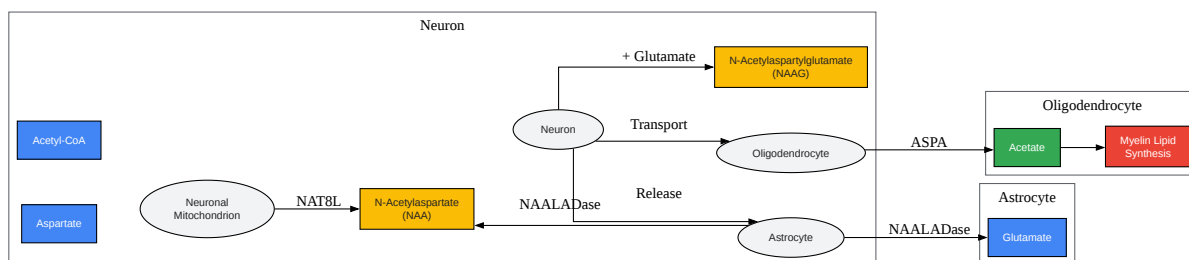 Neuron
+ Glutamate
N-Acetylaspartylglutamate
(NAAG)
Oligodendrocyte
Acetyl-CoA
Neuron
Transport
Oligodendrocyte
ASPA
Acetate
Myelin Lipid
Synthesis
Aspartate
Neuronal
Mitochondrion
NAT8L
N-Acetylaspartate
(NAA)
NAALADase
Release
Astrocyte
NAALADase
Astrocyte
Glutamate